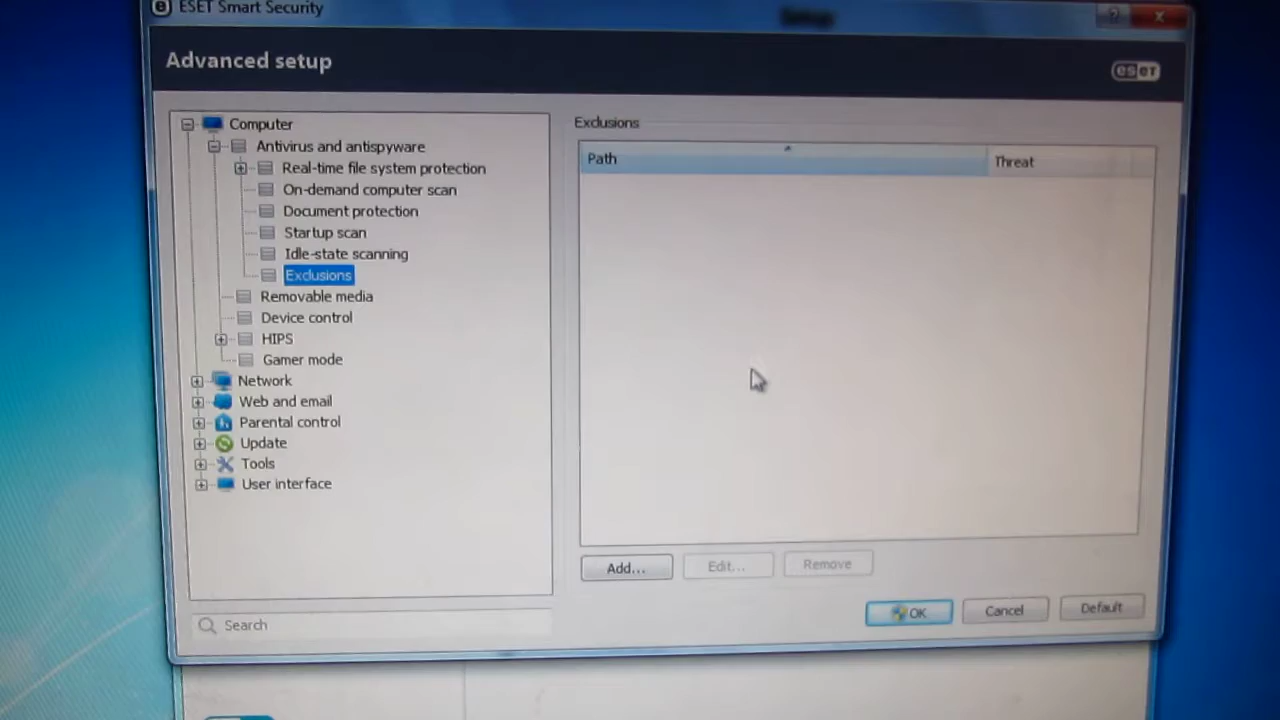 ESET Smart Security
Advanced setup
eset
Computer
Antivirus and antispyware
Real-time file system protection
On-demand computer scan
Document protection
Startup scan
Idle-state scanning
Exclusions
Removable media
Device control
HIPS
Gamer mode
Network
Web and email
Parental control
Update
Tools
User interface
Search
Exclusions
Path Threat
Add... Edit... Remove
OK Cancel Default